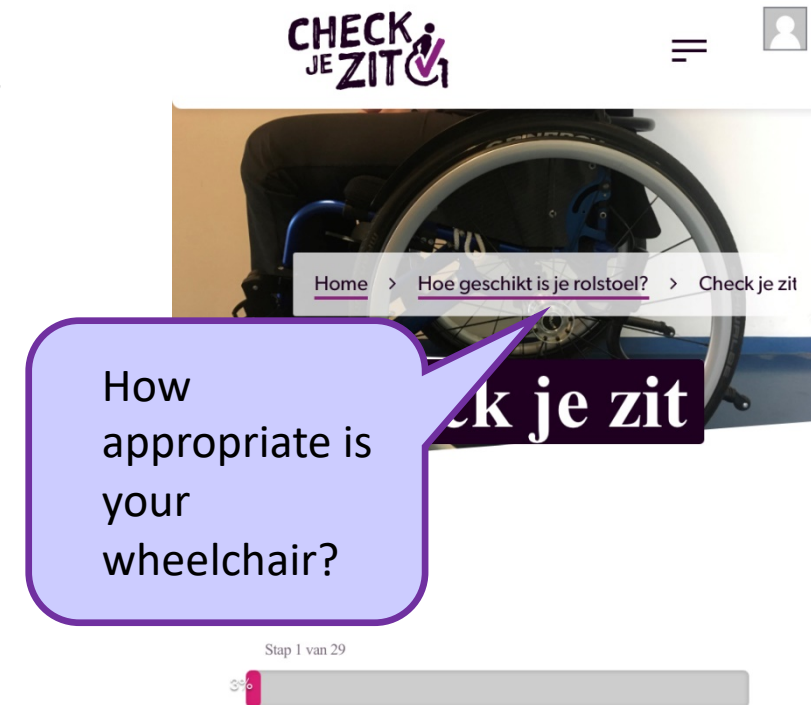 CHECK
JE ZIT
Home > Hoe geschikt is je rolstoel? > Check je zit
k je zit
How
appropriate is
your
wheelchair?
Stap 1 van 29
3%